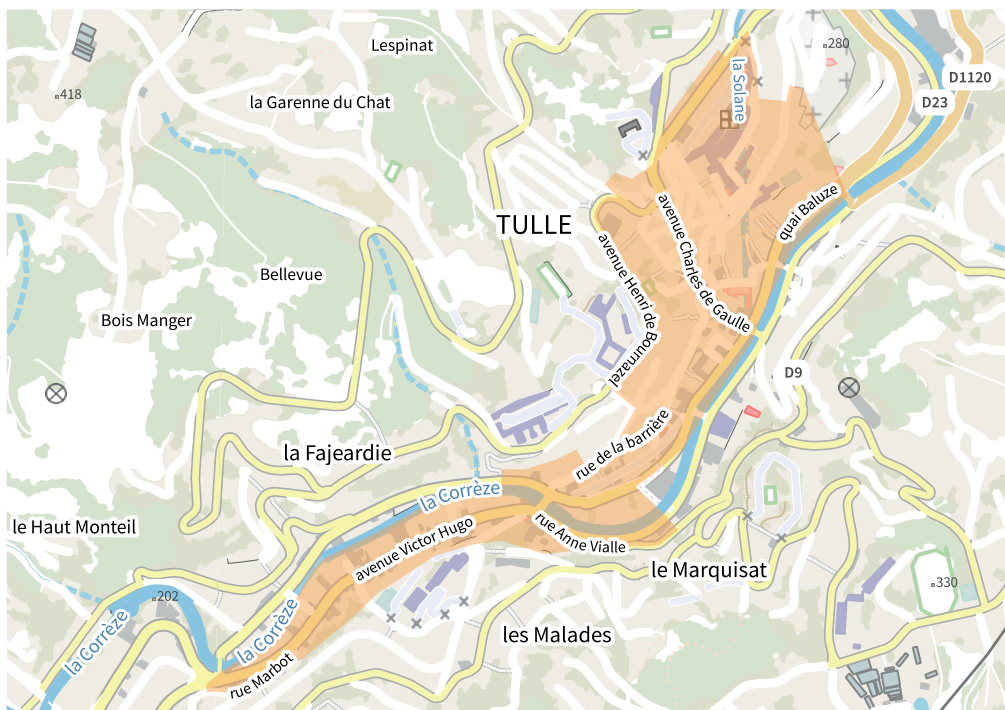 Lespinat
280
D1120
la Solane
418
la Garenne du Chat
D23
quai Baluze
TULLE
avenue Charles de Gaulle
avenue Henri de Bournazel
Bellevue
Bois Manger
D9
rue de la barrière
la Fajeardie
la Corrèze
le Haut Monteil
avenue Victor Hugo
rue Anne Vialle
le Marquisat
330
202
la Corrèze
la Corrèze
les Malades
rue Marbot